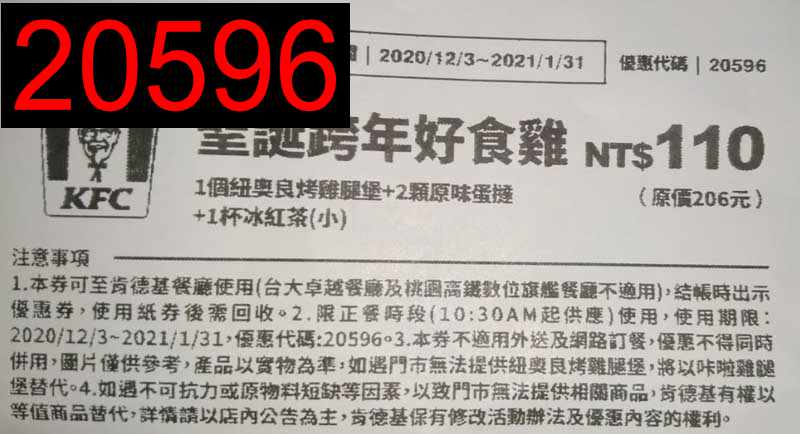 20596
2020/12/3~2021/1/31 優惠代碼 | 20596
聖誕跨年好食雞 NT$110
KFC
1個紐奧良烤雞腿堡+2顆原味蛋撻
(原價206元)
+1杯冰紅茶(小)
注意事項
1.本券可至肯德基餐廳使用(台大卓越餐廳及桃園高鐵數位旗艦餐廳不適用),結帳時出示
優惠券,使用紙券後需回收。2.限正餐時段(10:30AM起供應)使用,使用期限:
2020/12/3~2021/1/31,優惠代碼:20596。3.本券不適用外送及網路訂餐,優惠不得同時
併用,圖片僅供參考,產品以實物為準,如遇門市無法提供紐奧良烤雞腿堡,將以咔啦雞腿
堡替代。4.如遇不可抗力或原物料短缺等因素,以致門市無法提供相關商品,肯德基有權以
等值商品替代,詳情請以店內公告為主,肯德基保有修改活動辦法及優惠內容的權利。